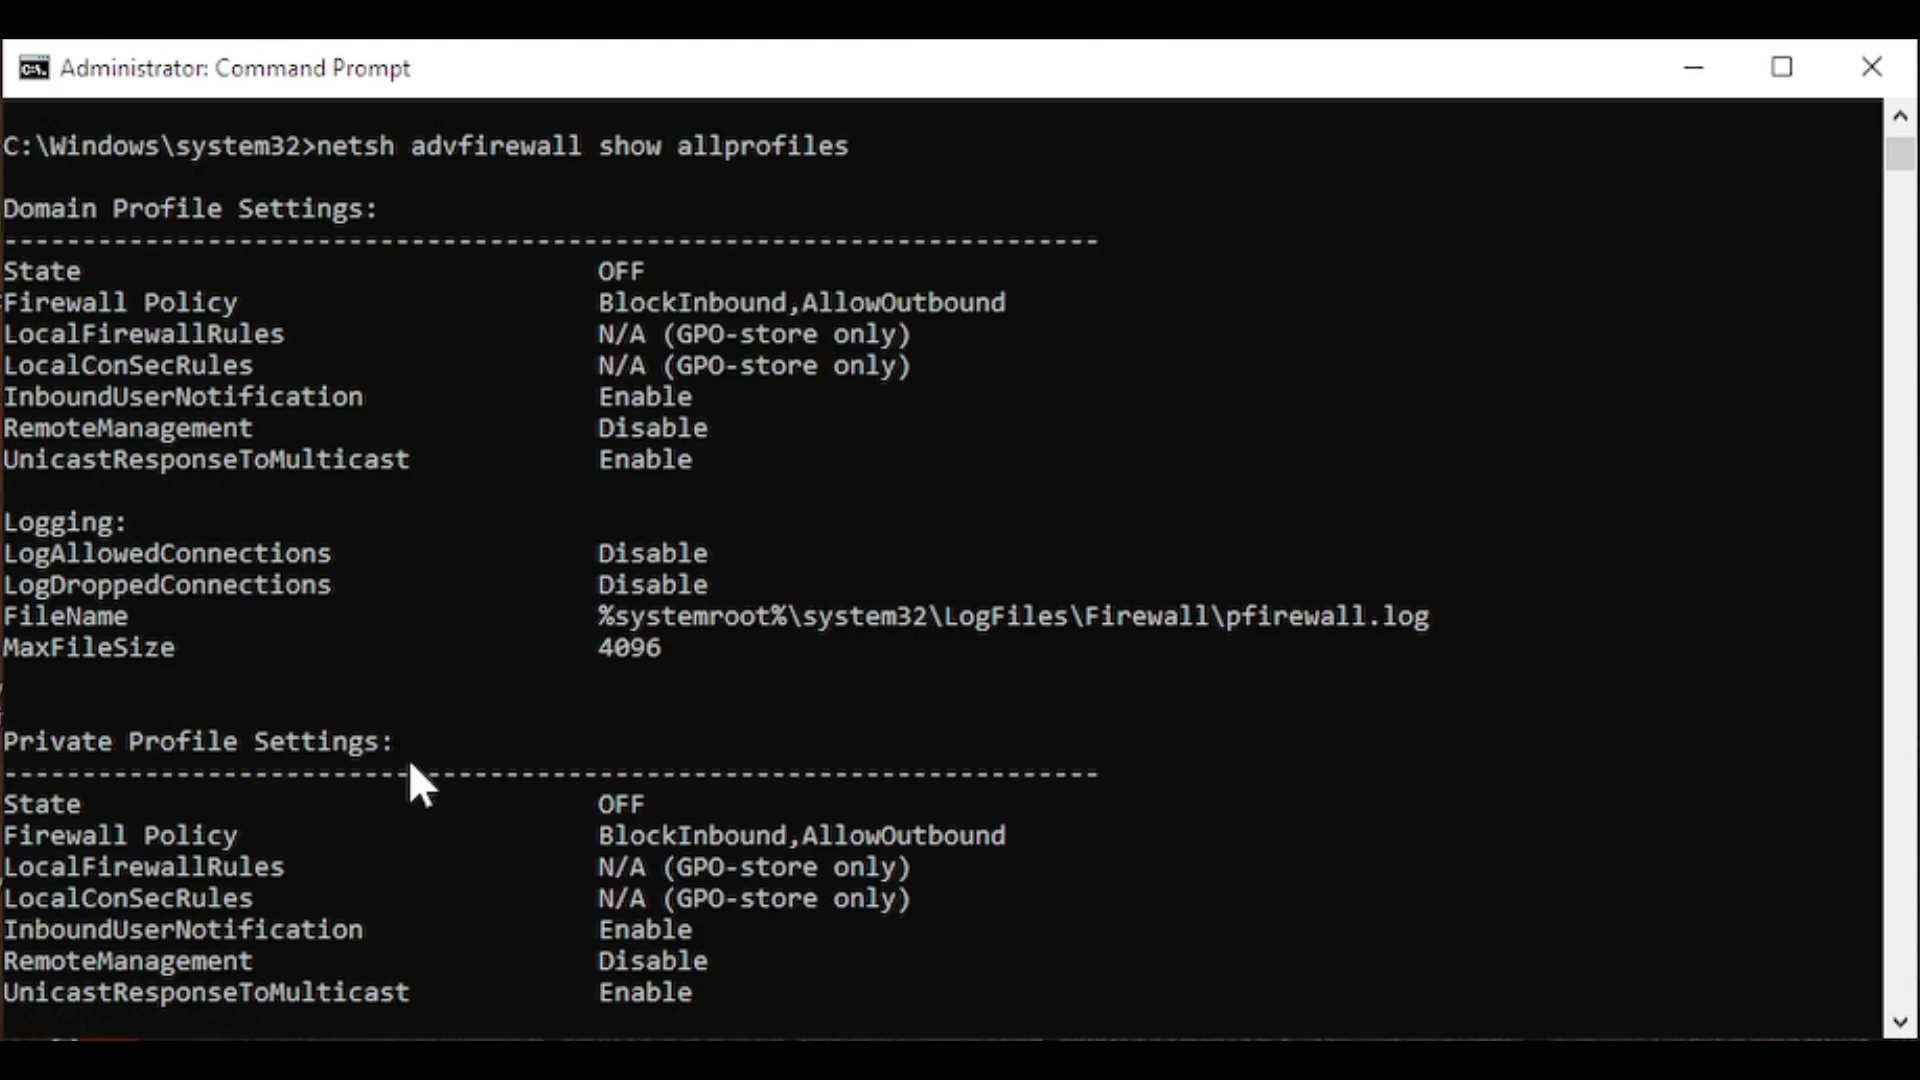 Administrator: Command Prompt
C:\Windows\system32>netsh advfirewall show allprofiles
Domain Profile Settings:
----------------------------------------------------------------------
State OFF
Firewall Policy BlockInbound,AllowOutbound
LocalFirewallRules N/A (GPO-store only)
LocalConSecRules N/A (GPO-store only)
InboundUserNotification Enable
RemoteManagement Disable
UnicastResponseToMulticast Enable
Logging:
LogAllowedConnections Disable
LogDroppedConnections Disable
FileName %systemroot%\system32\LogFiles\Firewall\pfirewall.log
MaxFileSize 4096
Private Profile Settings:
----------------------------------------------------------------------
State OFF
Firewall Policy BlockInbound,AllowOutbound
LocalFirewallRules N/A (GPO-store only)
LocalConSecRules N/A (GPO-store only)
InboundUserNotification Enable
RemoteManagement Disable
UnicastResponseToMulticast Enable